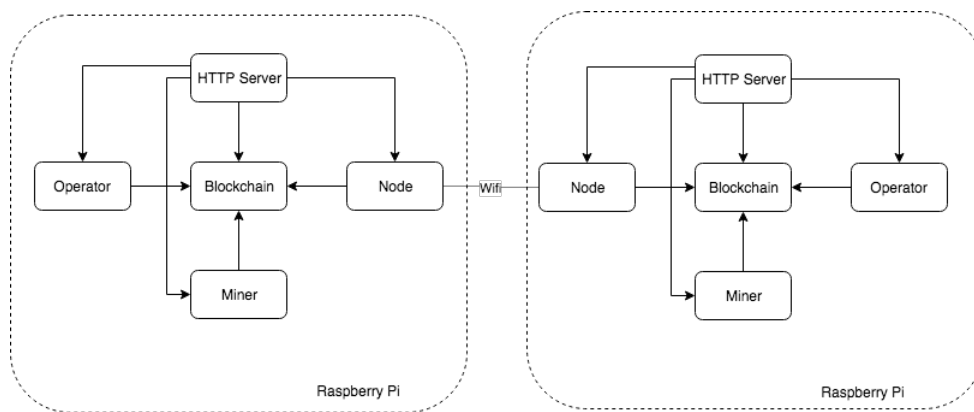 HTTP Server
Operator
Blockchain
Node
Miner
Raspberry Pi
Wifi
HTTP Server
Node
Blockchain
Operator
Miner
Raspberry Pi